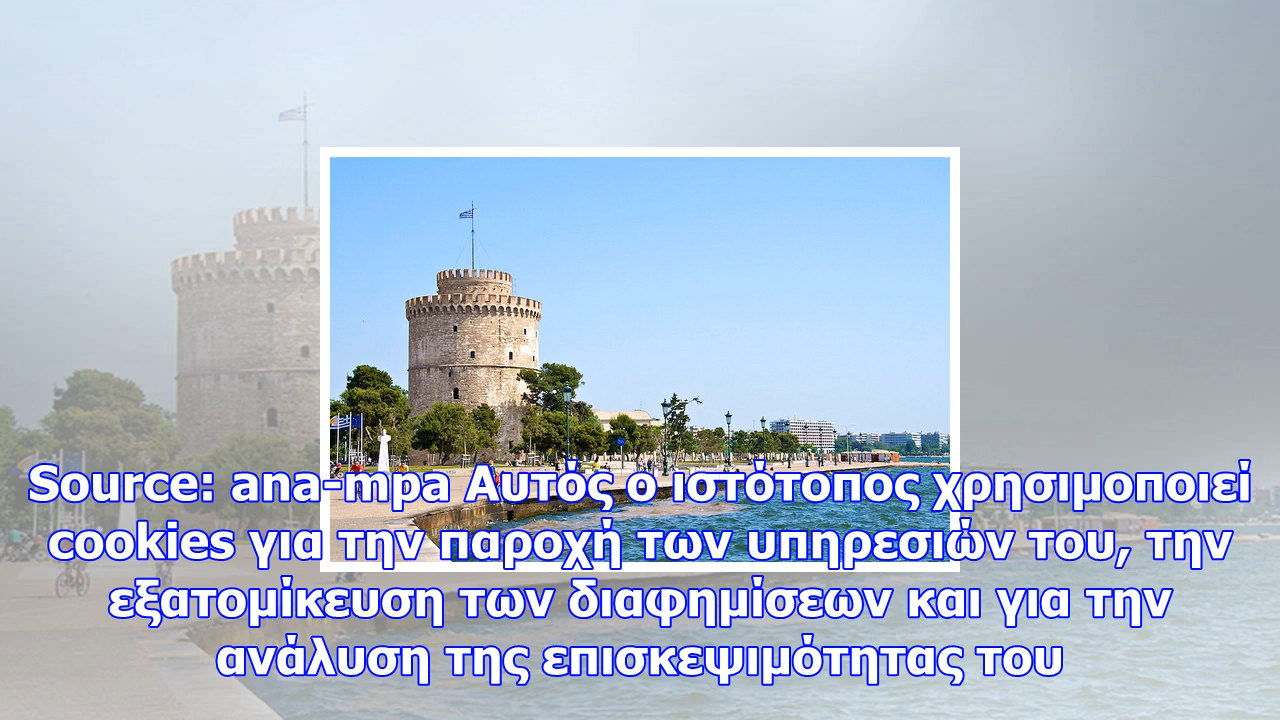 Source: ana-mpa Αυτός ο ιστότοπος χρησιμοποιεί
cookies για την παροχή των υπηρεσιών του, την
εξατομίκευση των διαφημίσεων και για την
ανάλυση της επισκεψιμότητας του